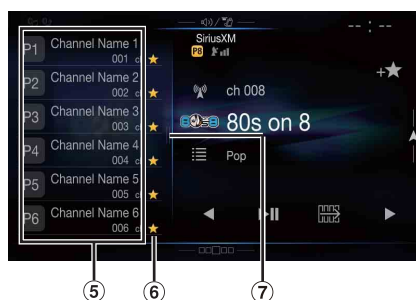 SiriusXM
P8
-- : --
P1 Channel Name 1
001 c
P2 Channel Name 2
002 c
P3 Channel Name 3
003 c
P4 Channel Name 4
004 c
P5 Channel Name 5
005 c
P6 Channel Name 6
006 c
+★
ch 008
80s on 8
Pop
5 6 7